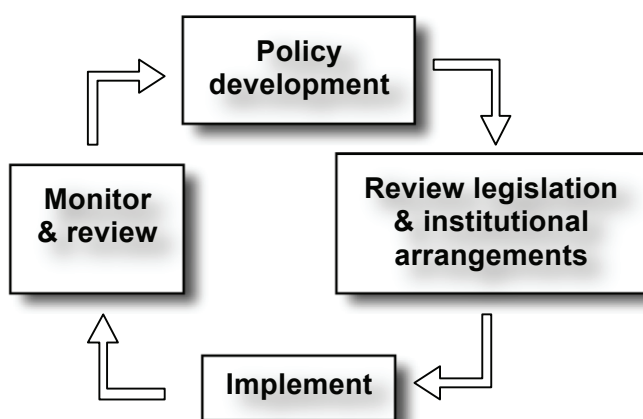 Policy
development
Review legislation
& institutional
arrangements
Implement
Monitor
& review